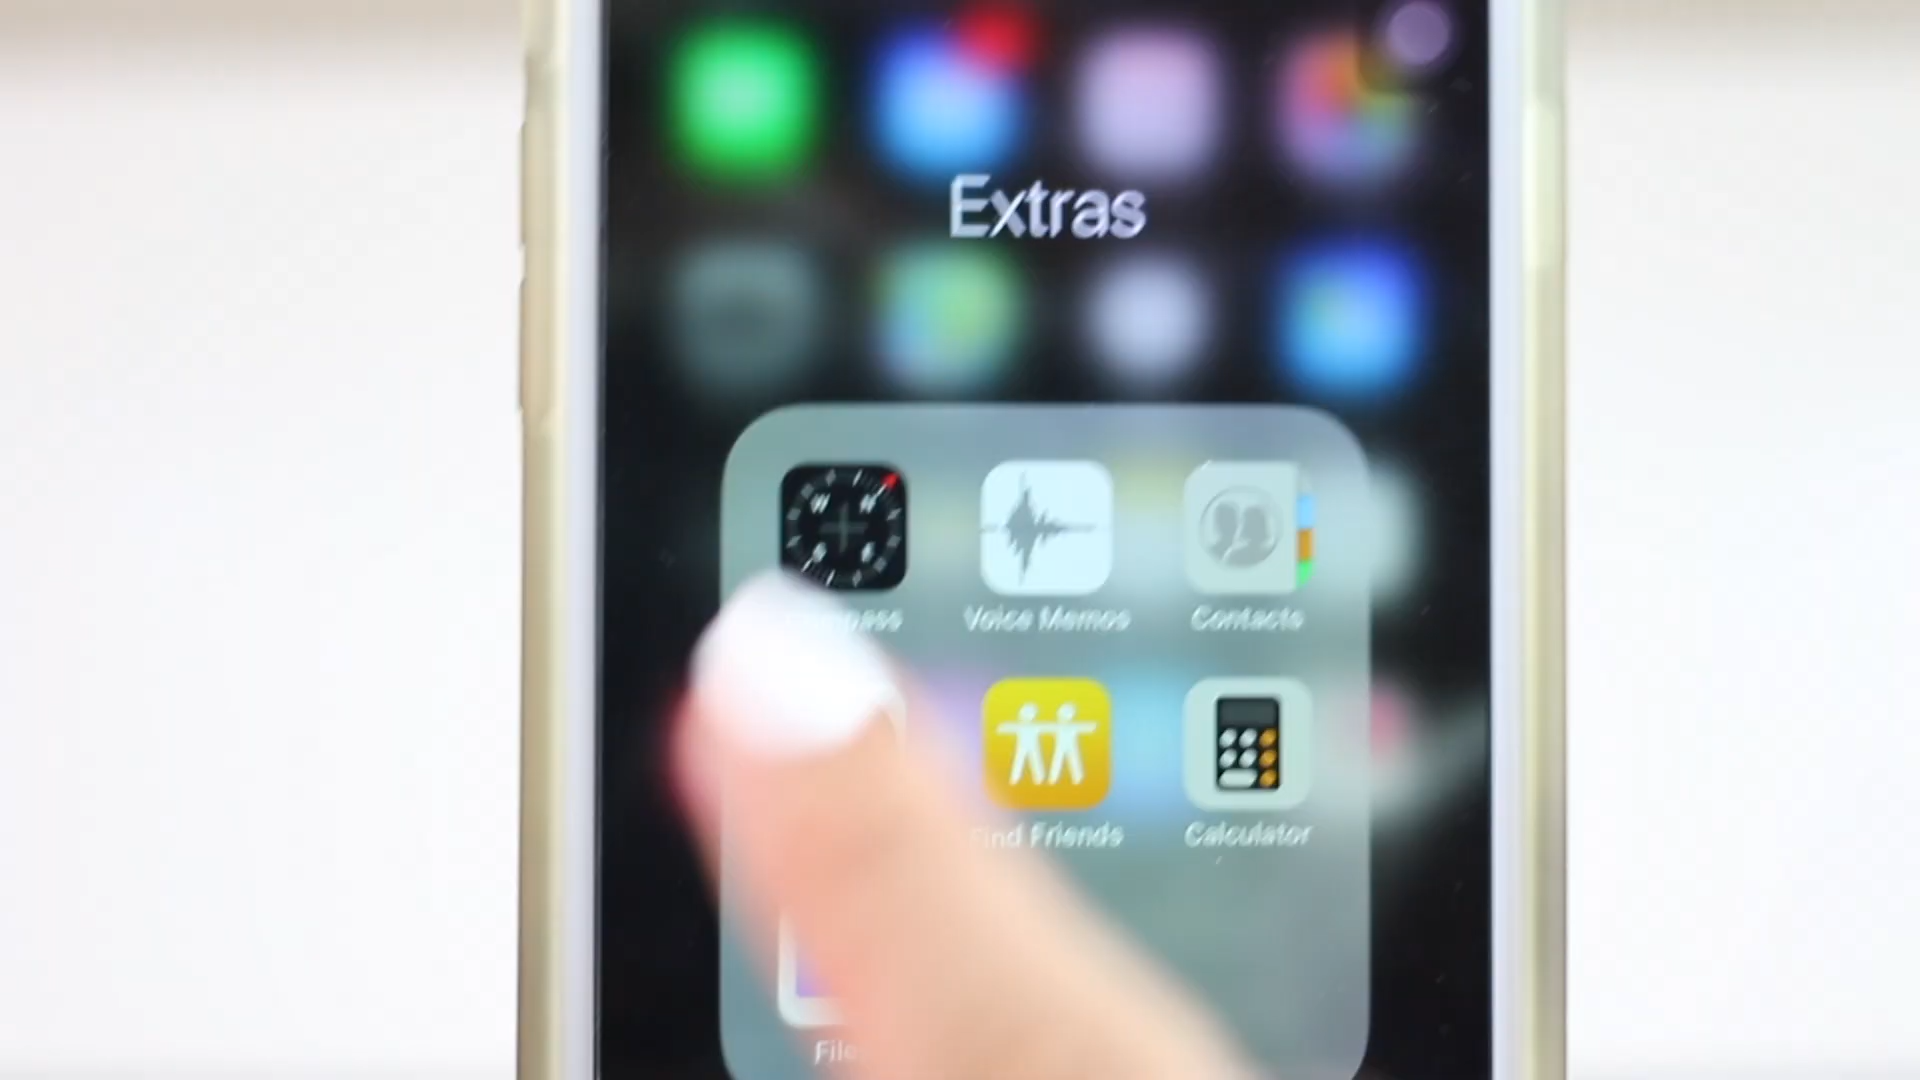 Extras
Voice Memos
Contacts
Find Friends
Calculator